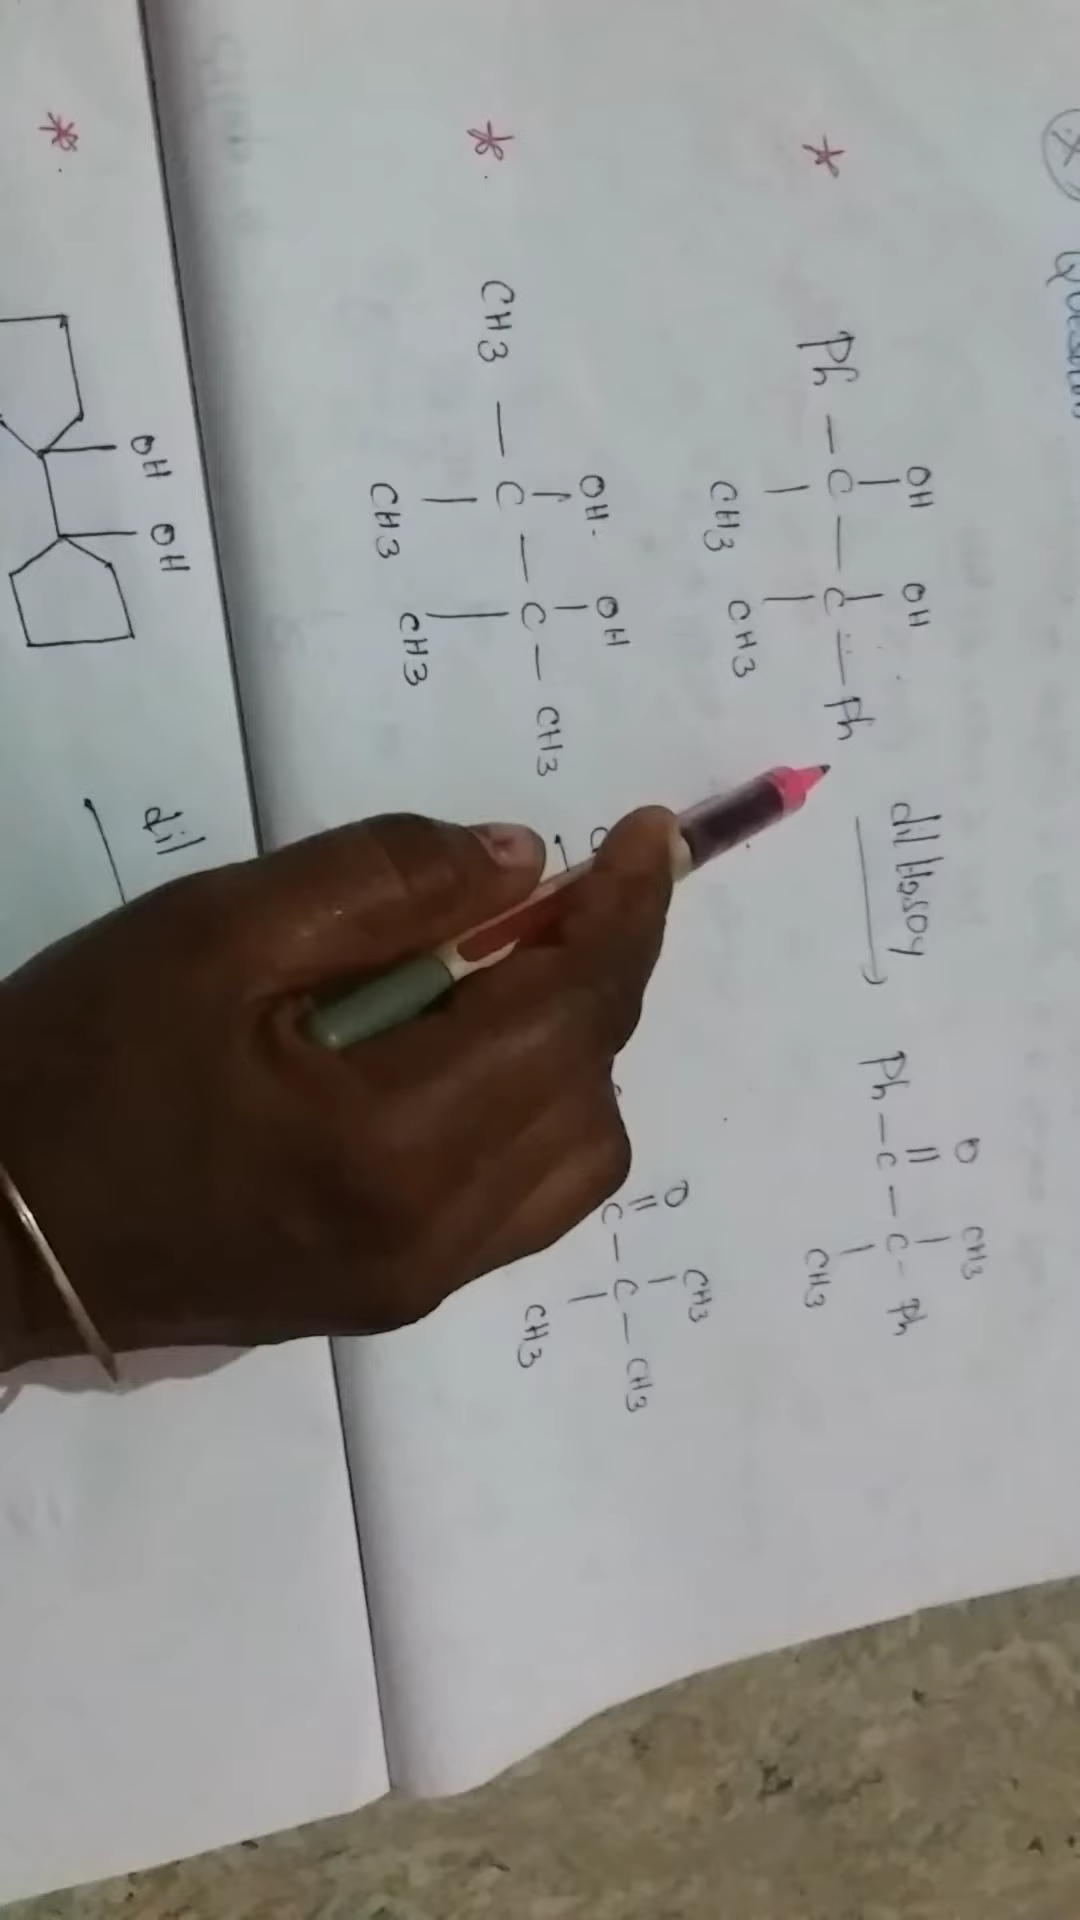 Question
* OH OH
Ph - C - C - Ph dil H2SO4 → Ph - C - C - Ph
CH3 CH3
O CH3
CH3
* OH OH
CH3 - C - C - CH3
CH3 CH3
O CH3
C - C - CH3
CH3
* OH OH
dil